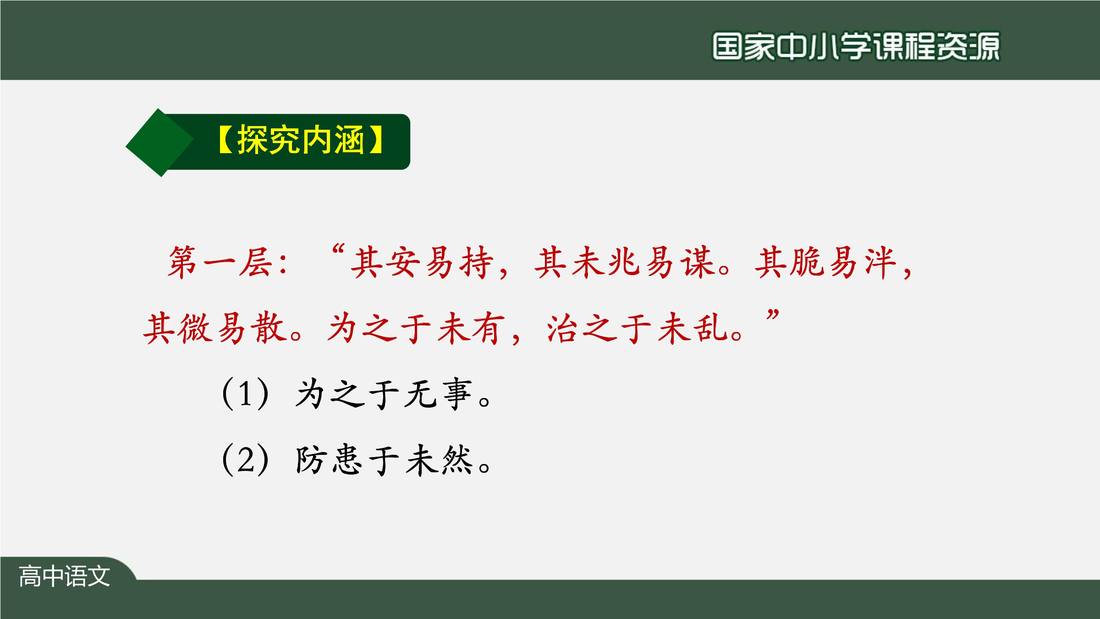 国家中小学课程资源
【探究内涵】
第一层：“其安易持，其未兆易谋。其脆易泮，
其微易散。为之于未有，治之于未乱。”
（1）为之于无事。
（2）防患于未然。
高中语文